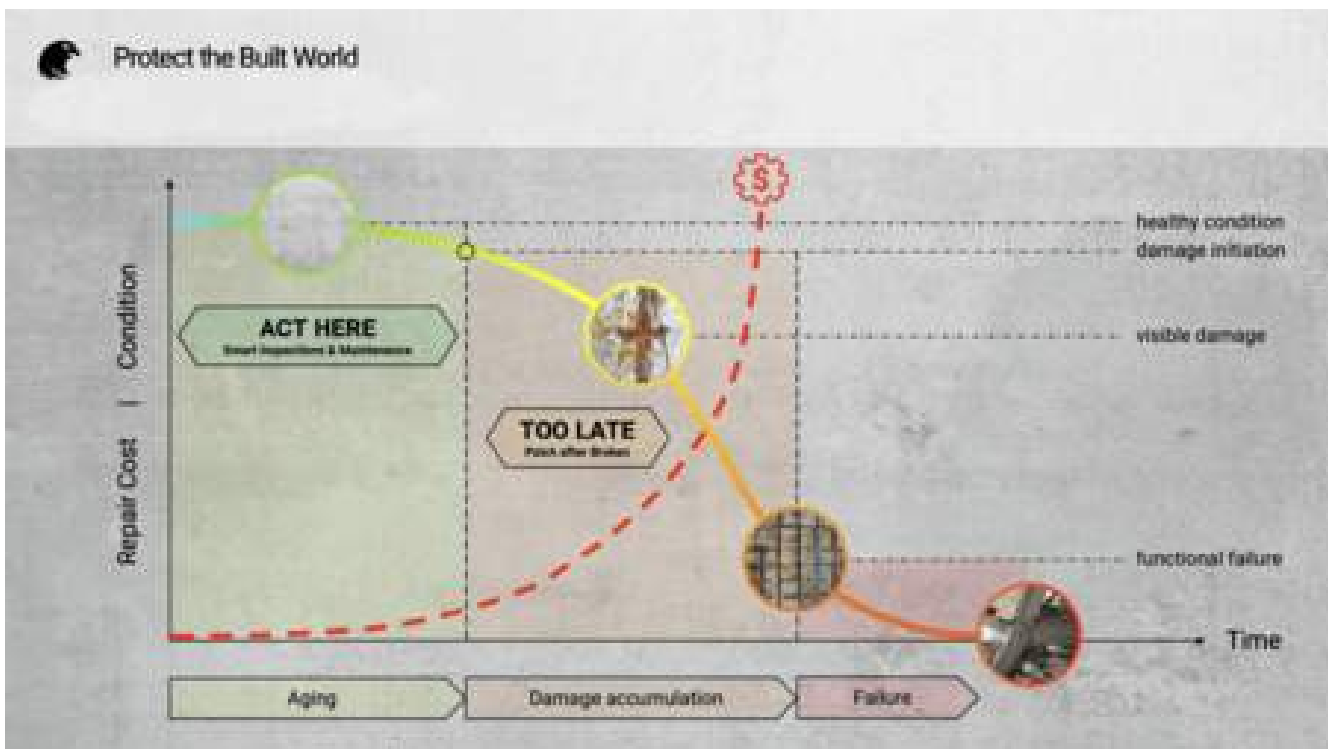 Protect the Built World
$
healthy condition
damage initiation
ACT HERE
Smart Inspections & Maintenance
visible damage
TOO LATE
Patch after Broken
Repair Cost | Condition
functional failure
Time
Aging
Damage accumulation
Failure